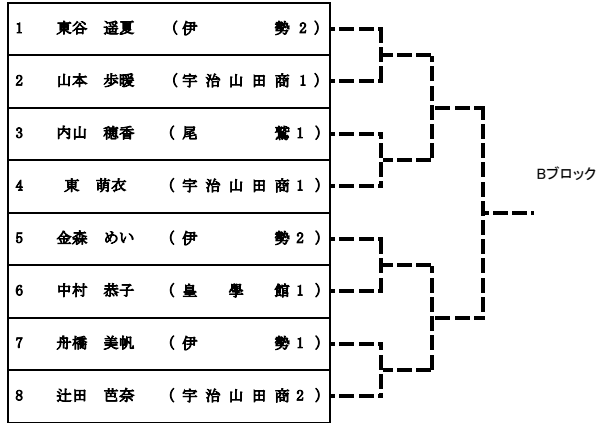 1 東谷 遥夏 （伊 勢２）
2 山本 歩暖 （宇治山田商１）
3 内山 穂香 （尾 鷲１）
4 東 萌衣 （宇治山田商１）
5 金森 めい （伊 勢２）
6 中村 恭子 （皇 學 館１）
7 舟橋 美帆 （伊 勢１）
8 辻田 芭奈 （宇治山田商２）
Bブロック